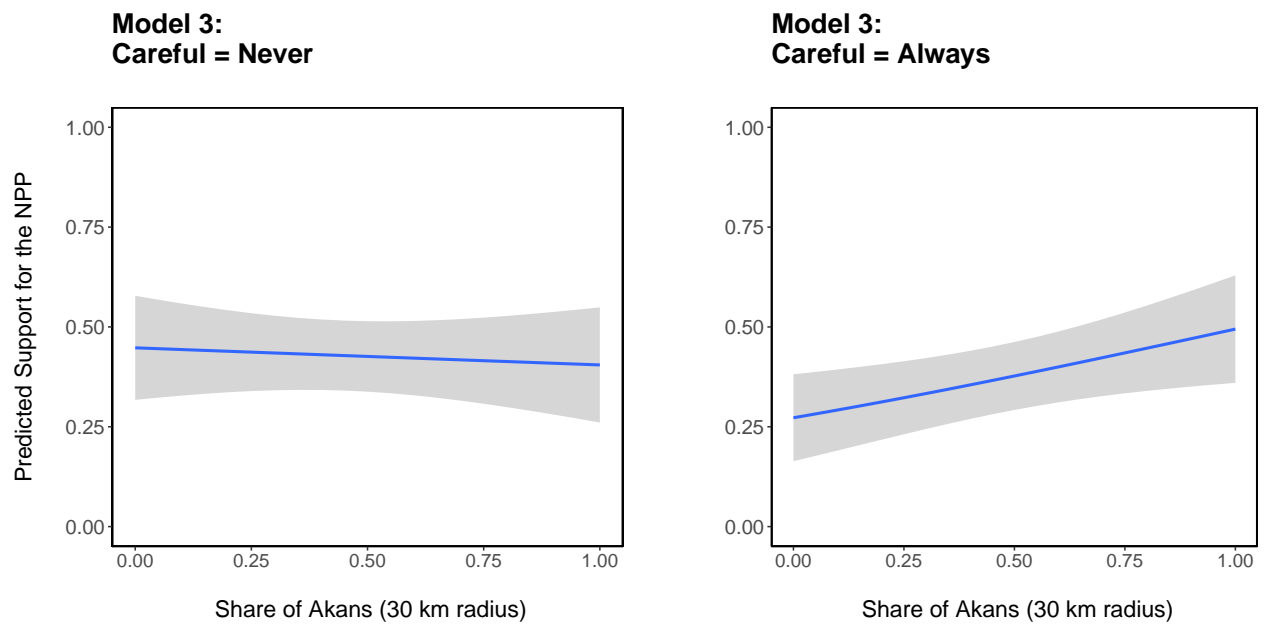 Model 3:
Careful = Never
Predicted Support for the NPP
1.00
0.75
0.50
0.25
0.00
0.00 0.25 0.50 0.75 1.00
Share of Akans (30 km radius)
Model 3:
Careful = Always
1.00
0.75
0.50
0.25
0.00
0.00 0.25 0.50 0.75 1.00
Share of Akans (30 km radius)